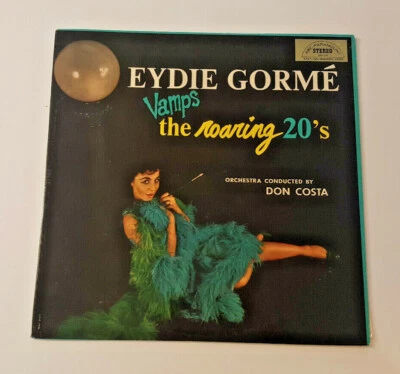 STEREO
EYDIE GORMÉ
Vamps
the roaring 20's
ORCHESTRA CONDUCTED BY
DON COSTA